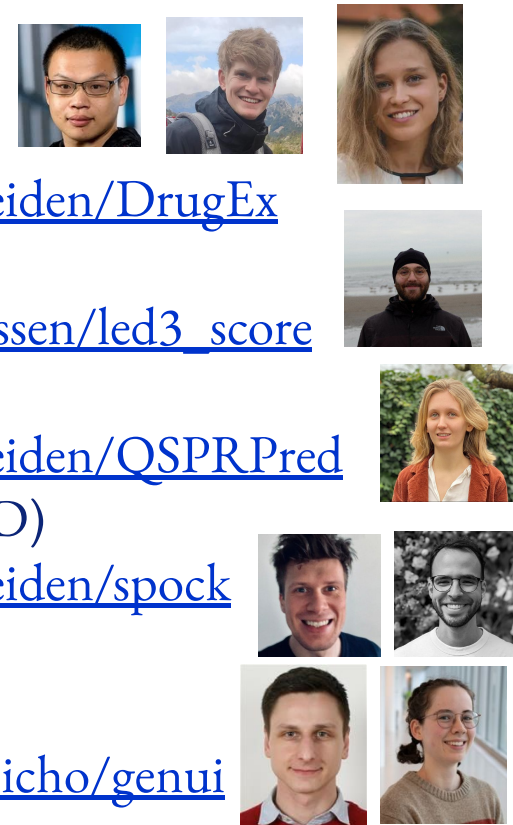 eiden/DrugEx
ssen/led3_score
eiden/QSPRPred
O)
eiden/spock
icho/genui